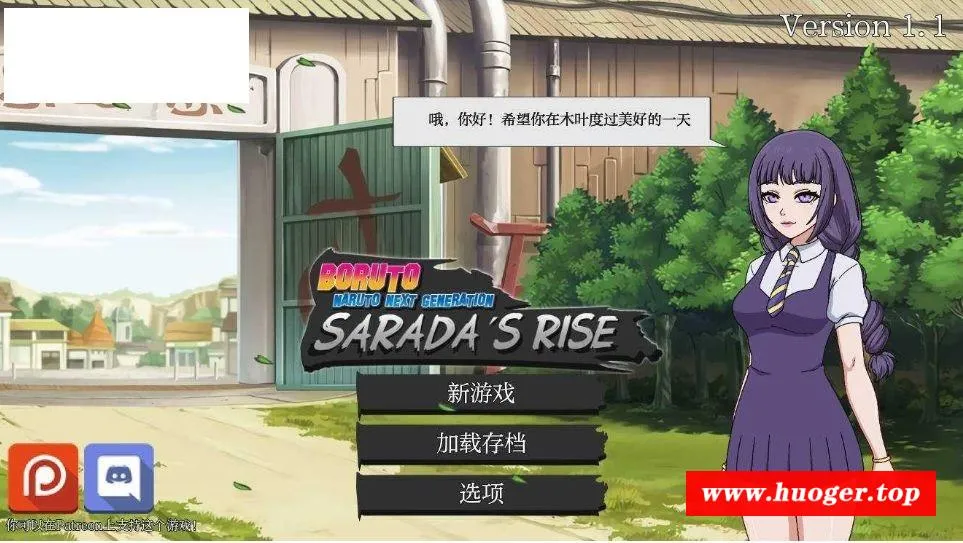 Version 1.1
哦，你好！希望你在木叶度过美好的一天
BORUTO
NARUTO NEXT GENERATION
SARADA'S RISE
新游戏
加载存档
选项
你可以在Patreon上支持这个游戏!
www.huoger.top